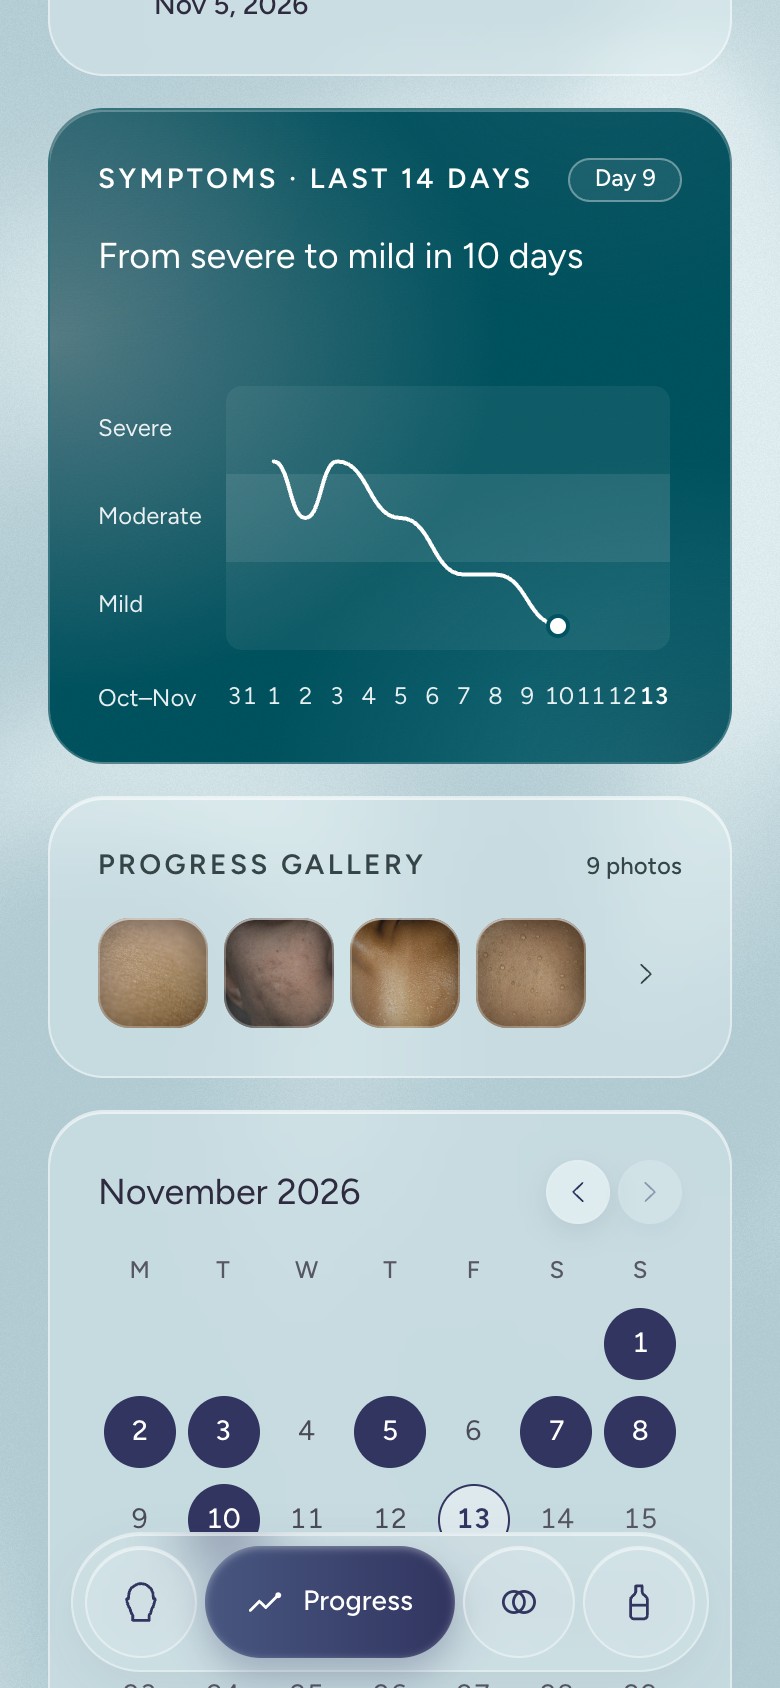 Nov 5, 2026
SYMPTOMS · LAST 14 DAYS
Day 9
From severe to mild in 10 days
Severe
Moderate
Mild
Oct–Nov 31 1 2 3 4 5 6 7 8 9 10 11 12 13
PROGRESS GALLERY
9 photos
November 2026
M T W T F S S
1
2 3 4 5 6 7 8
9 10 11 12 13 14 15
Progress